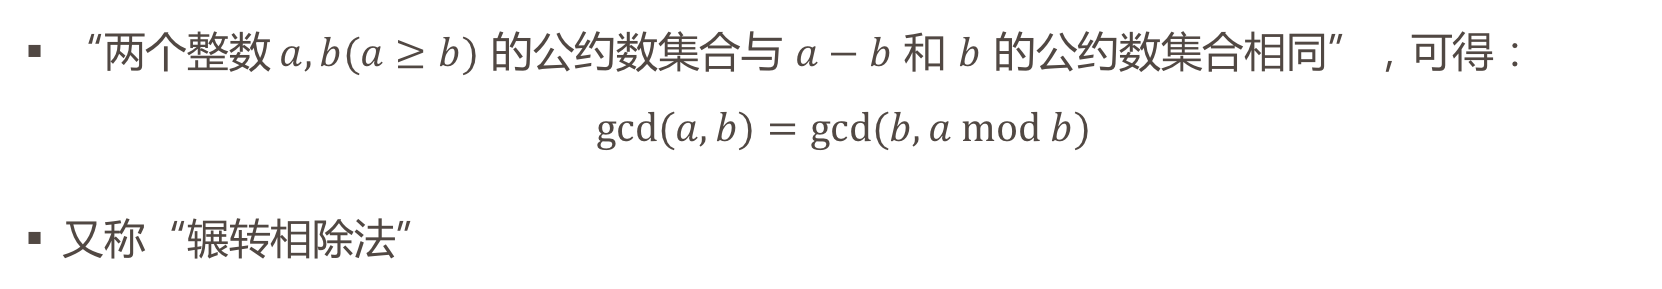 ▪ “两个整数 a, b(a ≥ b) 的公约数集合与 a − b 和 b 的公约数集合相同”，可得：
gcd(a, b) = gcd(b, a mod b)
▪ 又称“辗转相除法”